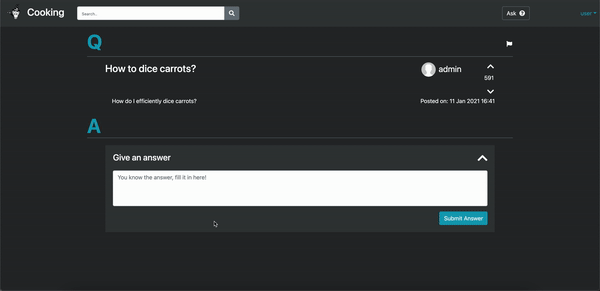 Cooking
Search...
Ask
user
Q
How to dice carrots?
admin
591
How do I efficiently dice carrots?
Posted on: 11 Jan 2021 16:41
A
Give an answer
You know the answer, fill it in here!
Submit Answer